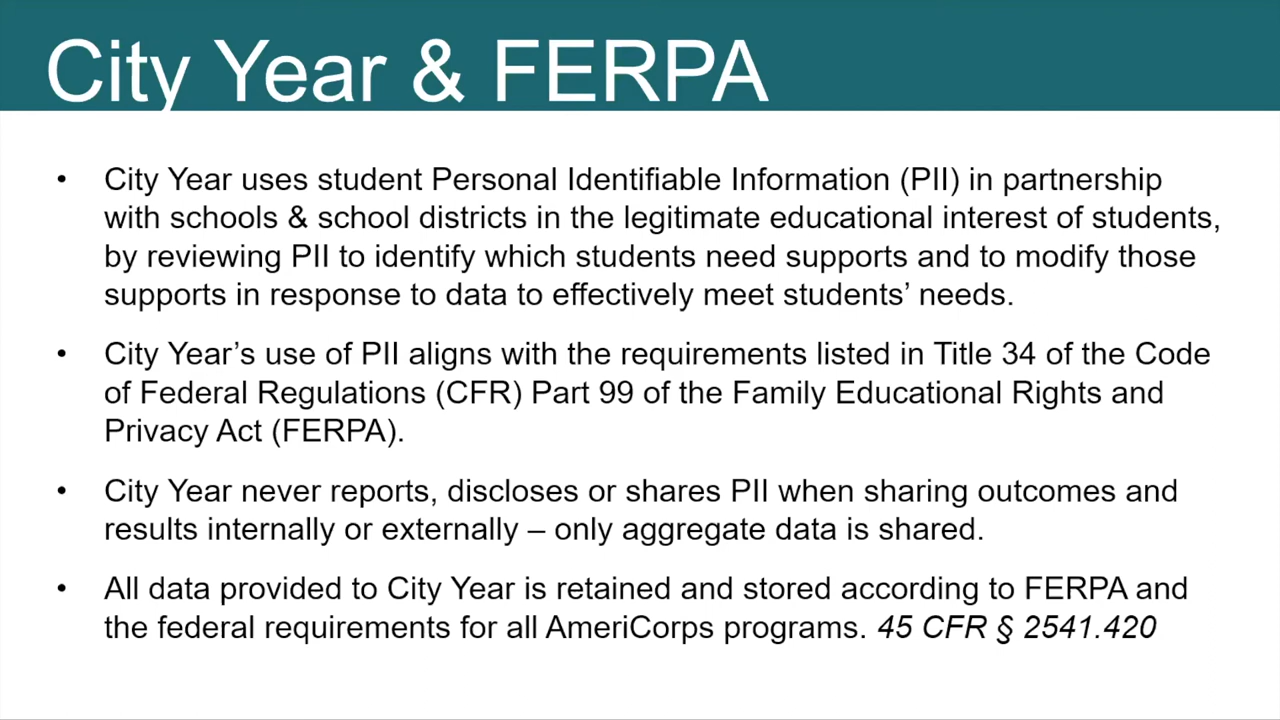 City Year & FERPA
• City Year uses student Personal Identifiable Information (PII) in partnership
with schools & school districts in the legitimate educational interest of students,
by reviewing PII to identify which students need supports and to modify those
supports in response to data to effectively meet students’ needs.
• City Year’s use of PII aligns with the requirements listed in Title 34 of the Code
of Federal Regulations (CFR) Part 99 of the Family Educational Rights and
Privacy Act (FERPA).
• City Year never reports, discloses or shares PII when sharing outcomes and
results internally or externally – only aggregate data is shared.
• All data provided to City Year is retained and stored according to FERPA and
the federal requirements for all AmeriCorps programs. 45 CFR § 2541.420